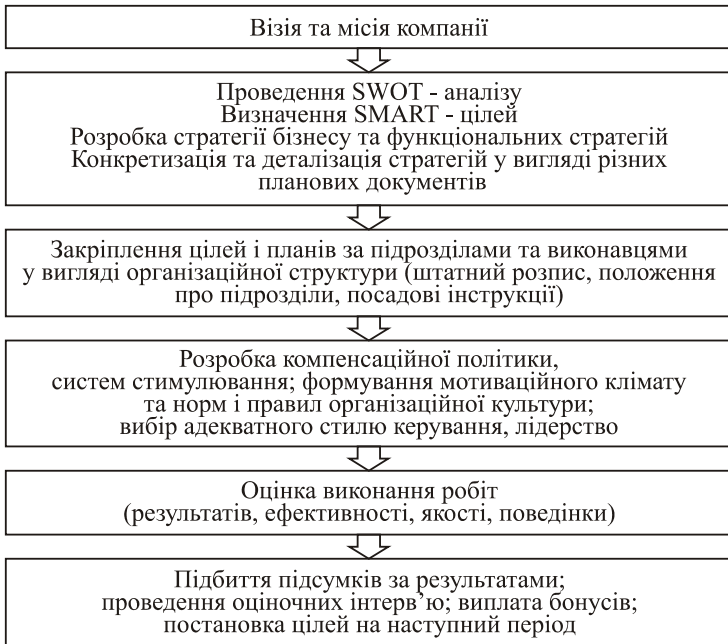 Візія та місія компанії
Проведення SWOT - аналізу
Визначення SMART - цілей
Розробка стратегії бізнесу та функціональних стратегій
Конкретизація та деталізація стратегій у вигляді різних
планових документів
Закріплення цілей і планів за підрозділами та виконавцями
у вигляді організаційної структури (штатний розпис, положення
про підрозділи, посадові інструкції)
Розробка компенсаційної політики,
систем стимулювання; формування мотиваційного клімату
та норм і правил організаційної культури;
вибір адекватного стилю керування, лідерство
Оцінка виконання робіт
(результатів, ефективності, якості, поведінки)
Підбиття підсумків за результатами;
проведення оціночних інтерв’ю; виплата бонусів;
постановка цілей на наступний період